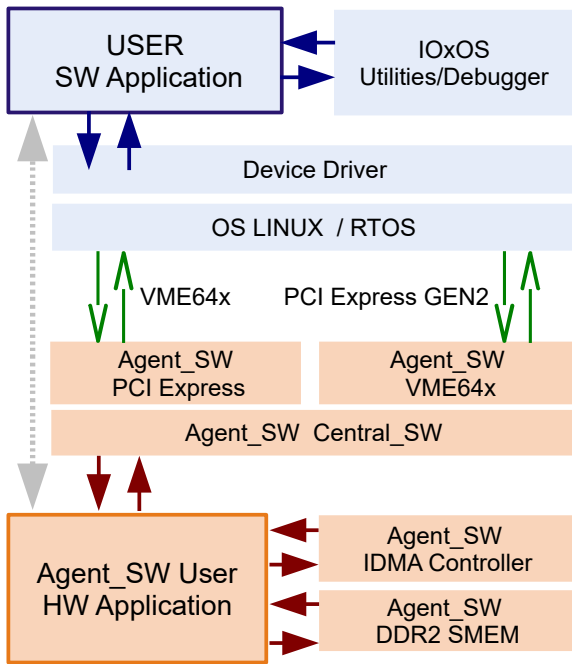 USER
SW Application
IOxOS
Utilities/Debugger
Device Driver
OS LINUX / RTOS
VME64x
PCI Express GEN2
Agent_SW
PCI Express
Agent_SW
VME64x
Agent_SW Central_SW
Agent_SW User
HW Application
Agent_SW
IDMA Controller
Agent_SW
DDR2 SMEM